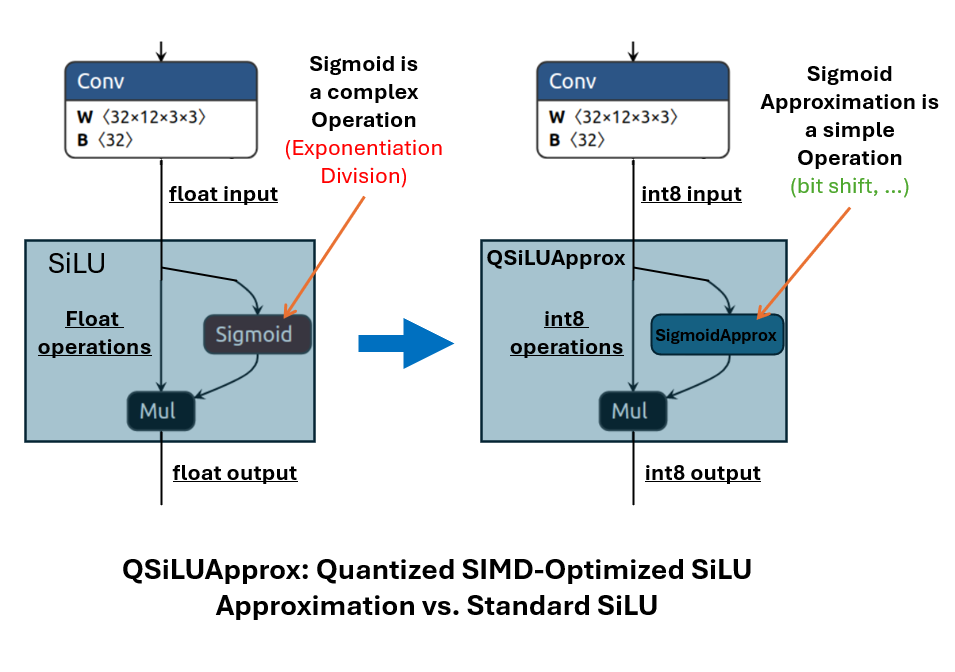 Conv
W 〈32×12×3×3〉
B 〈32〉
Sigmoid is
a complex
Operation
(Exponentiation
Division)
float input
SiLU
Float
operations
Sigmoid
Mul
float output
Conv
W 〈32×12×3×3〉
B 〈32〉
Sigmoid
Approximation is
a simple
Operation
(bit shift, ...)
int8 input
QSiLUApprox
int8
operations
SigmoidApprox
Mul
int8 output
QSiLUApprox: Quantized SIMD-Optimized SiLU
Approximation vs. Standard SiLU